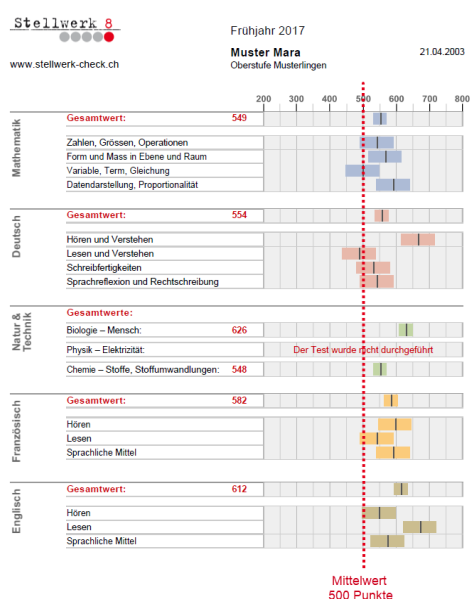 Stellwerk 8
Frühjahr 2017
Muster Mara 21.04.2003
www.stellwerk-check.ch Oberstufe Musterlingen
200 300 400 500 600 700 800
Mathematik
Gesamtwert: 549
Zahlen, Grössen, Operationen
Form und Mass in Ebene und Raum
Variable, Term, Gleichung
Datendarstellung, Proportionalität
Deutsch
Gesamtwert: 554
Hören und Verstehen
Lesen und Verstehen
Schreibfertigkeiten
Sprachreflexion und Rechtschreibung
Natur & Technik
Gesamtwerte:
Biologie – Mensch: 626
Physik – Elektrizität: Der Test wurde nicht durchgeführt
Chemie – Stoffe, Stoffumwandlungen: 548
Französisch
Gesamtwert: 582
Hören
Lesen
Sprachliche Mittel
Englisch
Gesamtwert: 612
Hören
Lesen
Sprachliche Mittel
Mittelwert
500 Punkte